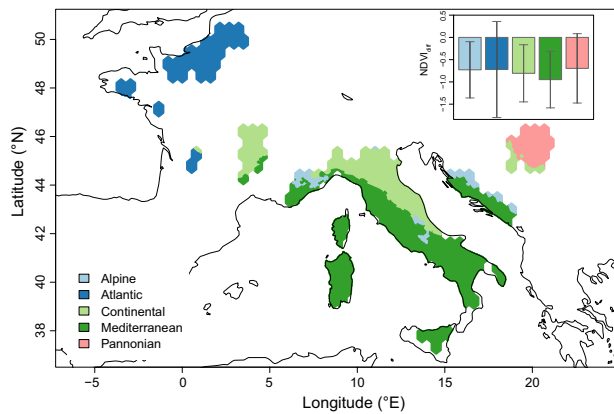 0.5
0.0
−0.5
−1.0
−1.5
NDVIdif
50
48
46
44
42
40
38
Latitude (°N)
Alpine
Atlantic
Continental
Mediterranean
Pannonian
−5 0 5 10 15 20
Longitude (°E)